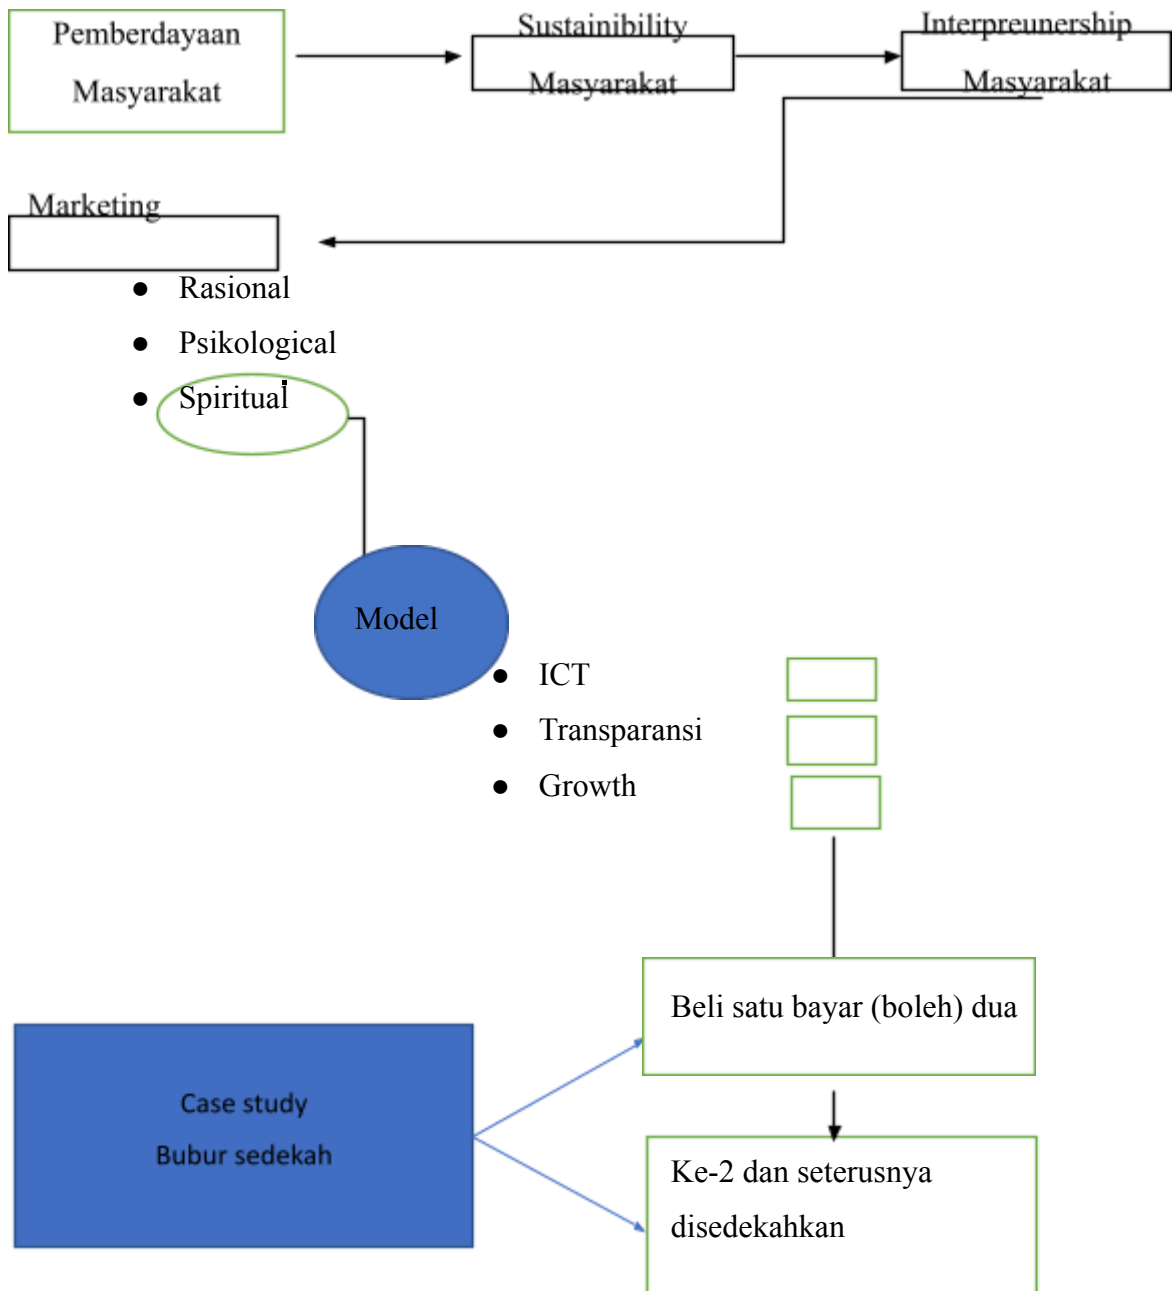 Pemberdayaan
Masyarakat
Sustainibility
Masyarakat
Interpreunership
Masyarakat
Marketing
● Rasional
● Psikological
● Spiritual
Model
● ICT
● Transparansi
● Growth
Beli satu bayar (boleh) dua
Case study
Bubur sedekah
Ke-2 dan seterusnya
disedekahkan